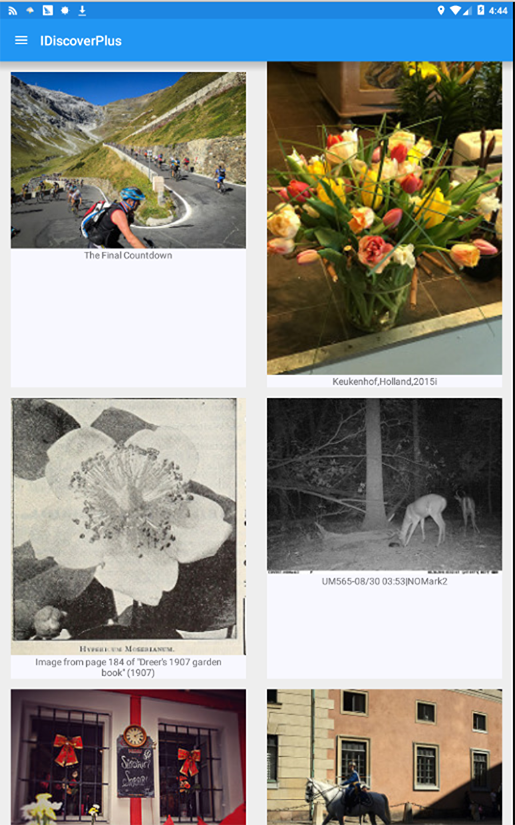 4:44
IDiscoverPlus
The Final Countdown
Keukenhof,Holland,2015i
HYPERICUM MOSERIANUM.
Image from page 184 of "Dreer's 1907 garden
book" (1907)
UM565-08/30 03:53|NOMark2